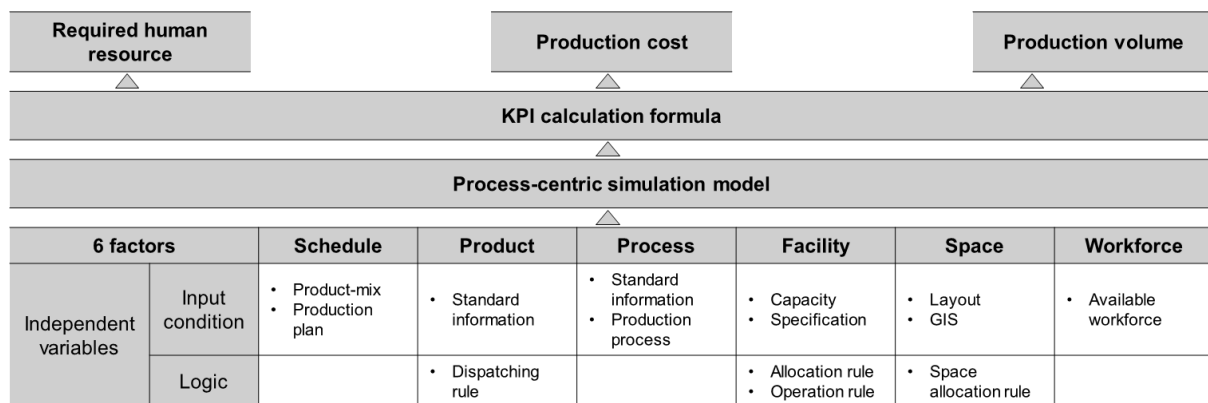 Required human
resource
Production cost
Production volume
KPI calculation formula
Process-centric simulation model
6 factors
Schedule
Product
Process
Facility
Space
Workforce
Independent
variables
Input
condition
• Product-mix
• Production
plan
• Standard
information
• Standard
information
• Production
process
• Capacity
• Specification
• Layout
• GIS
• Available
workforce
Logic
• Dispatching
rule
• Allocation rule
• Operation rule
• Space
allocation rule